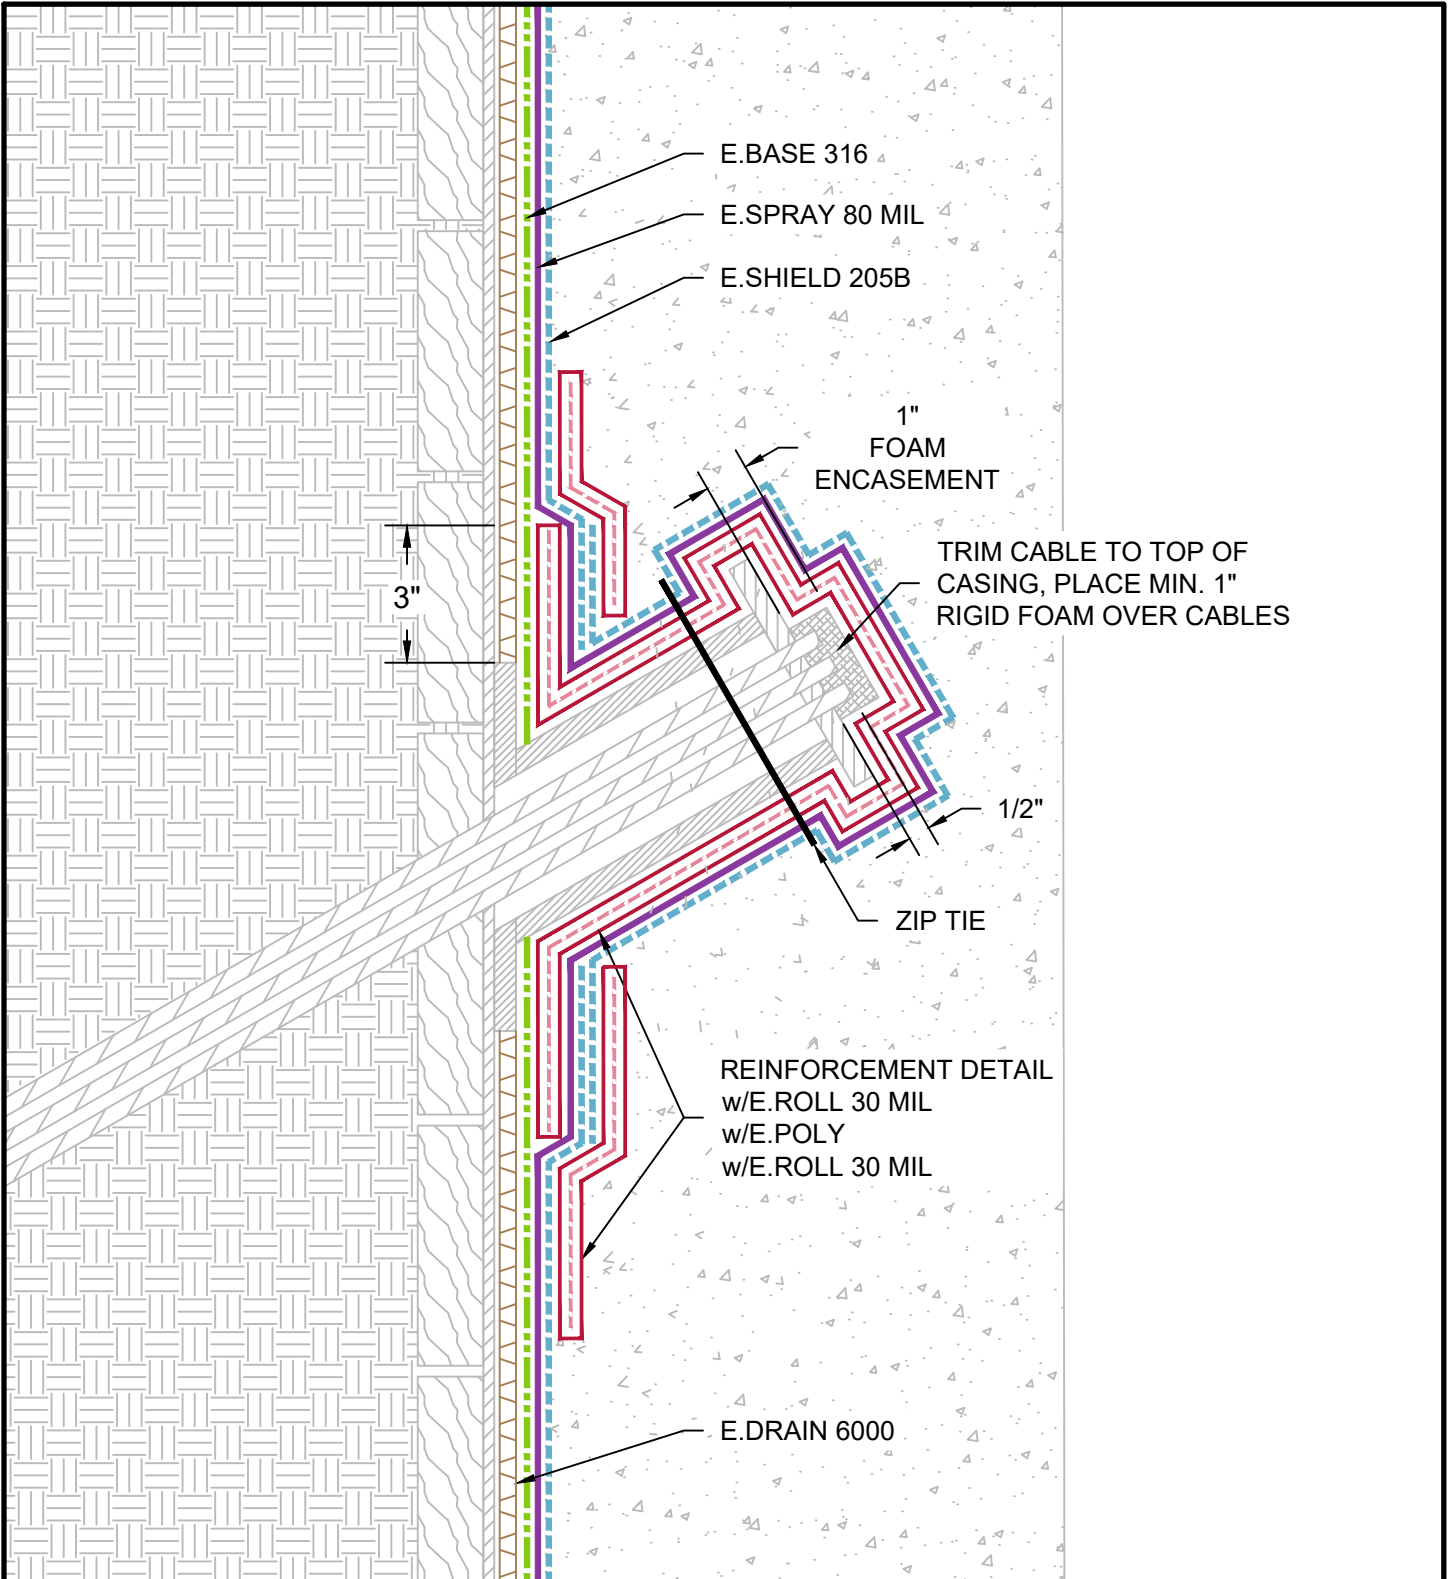 E.BASE 316
E.SPRAY 80 MIL
E.SHIELD 205B
1"
FOAM
ENCASEMENT
TRIM CABLE TO TOP OF
CASING, PLACE MIN. 1"
RIGID FOAM OVER CABLES
3"
1/2"
ZIP TIE
REINFORCEMENT DETAIL
w/E.ROLL 30 MIL
w/E.POLY
w/E.ROLL 30 MIL
E.DRAIN 6000